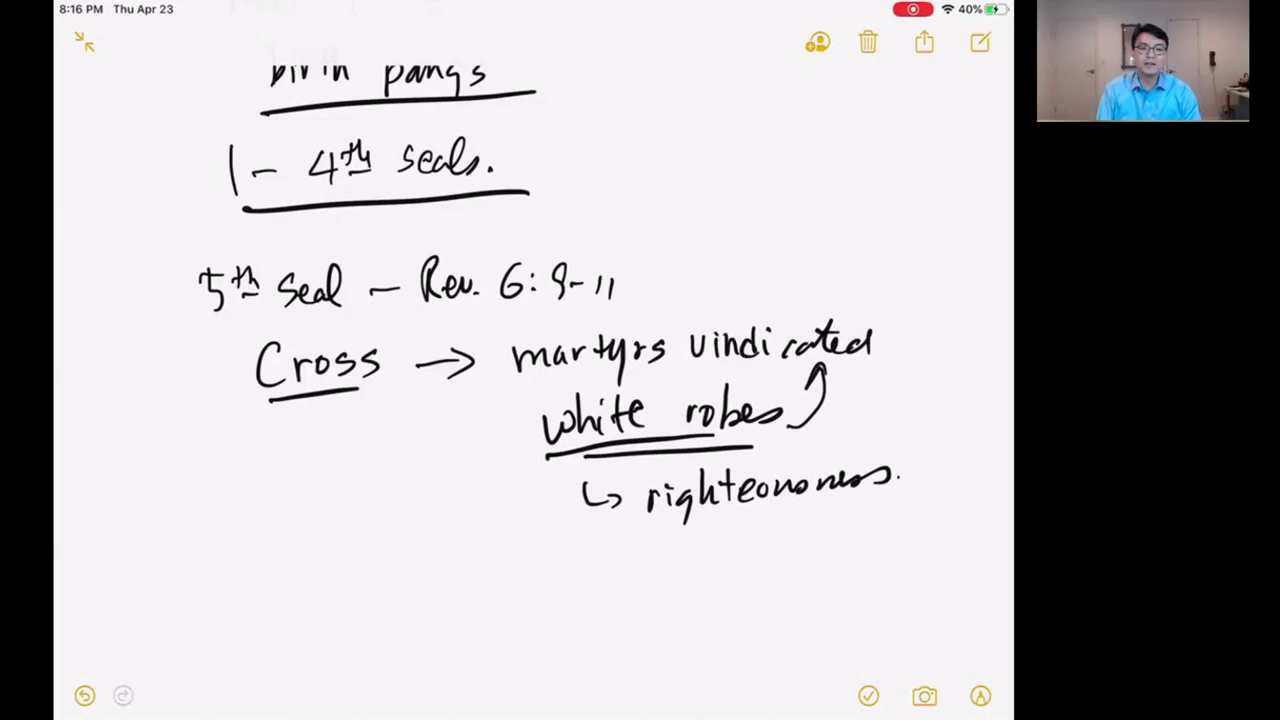 8:16 PM Thu Apr 23
40%
birth pangs
1 - 4th seals.
5th seal - Rev. 6: 9-11
Cross → martyrs vindicated
white robes
↳ righteousness.